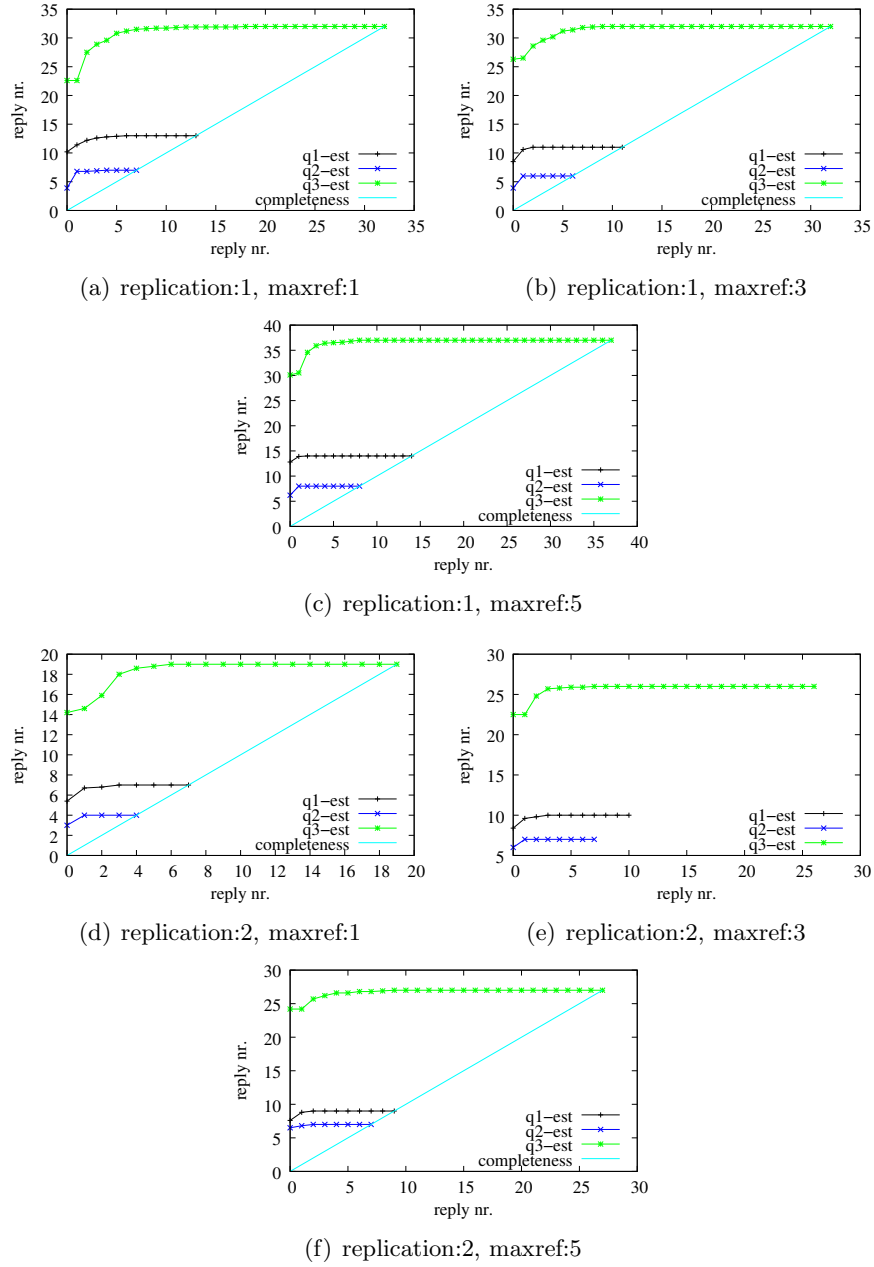 35
30
25
20
15
10
5
0
reply nr.
q1-est
q2-est
q3-est
completeness
0 5 10 15 20 25 30 35
reply nr.
(a) replication:1, maxref:1
35
30
25
20
15
10
5
0
reply nr.
q1-est
q2-est
q3-est
completeness
0 5 10 15 20 25 30 35
reply nr.
(b) replication:1, maxref:3
40
35
30
25
20
15
10
5
0
reply nr.
q1-est
q2-est
q3-est
completeness
0 5 10 15 20 25 30 35 40
reply nr.
(c) replication:1, maxref:5
20
18
16
14
12
10
8
6
4
2
0
reply nr.
q1-est
q2-est
q3-est
completeness
0 2 4 6 8 10 12 14 16 18 20
reply nr.
(d) replication:2, maxref:1
30
25
20
15
10
5
reply nr.
q1-est
q2-est
q3-est
0 5 10 15 20 25 30
reply nr.
(e) replication:2, maxref:3
30
25
20
15
10
5
0
reply nr.
q1-est
q2-est
q3-est
completeness
0 5 10 15 20 25 30
reply nr.
(f) replication:2, maxref:5